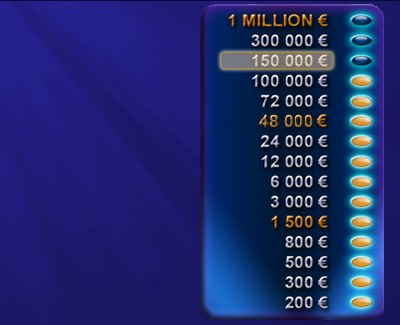 1 MILLION €
300 000 €
150 000 €
100 000 €
72 000 €
48 000 €
24 000 €
12 000 €
6 000 €
3 000 €
1 500 €
800 €
500 €
300 €
200 €